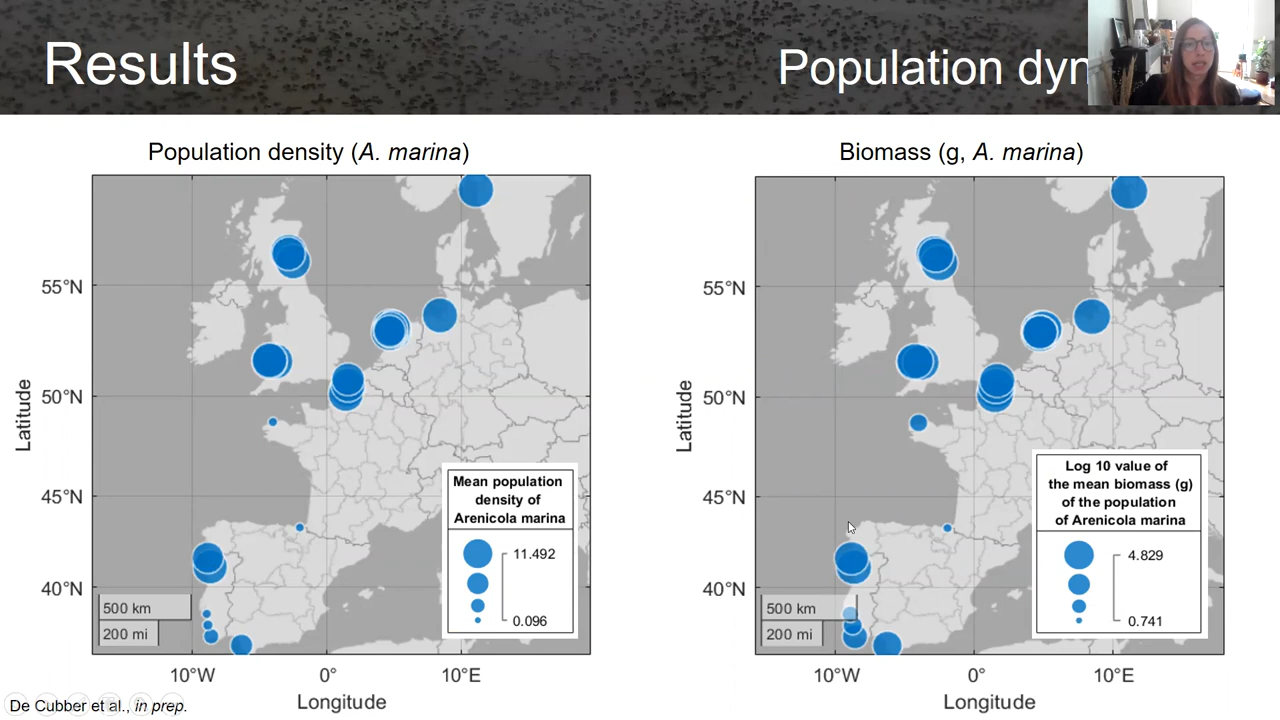 Results
Population dyn
Population density (A. marina)
Biomass (g, A. marina)
55°N
50°N
45°N
40°N
Latitude
500 km
200 mi
10°W
0°
10°E
Longitude
Mean population
density of
Arenicola marina
11.492
0.096
55°N
50°N
45°N
40°N
Latitude
500 km
200 mi
10°W
0°
10°E
Longitude
Log 10 value of
the mean biomass (g)
of the population
of Arenicola marina
4.829
0.741
De Cubber et al., in prep.